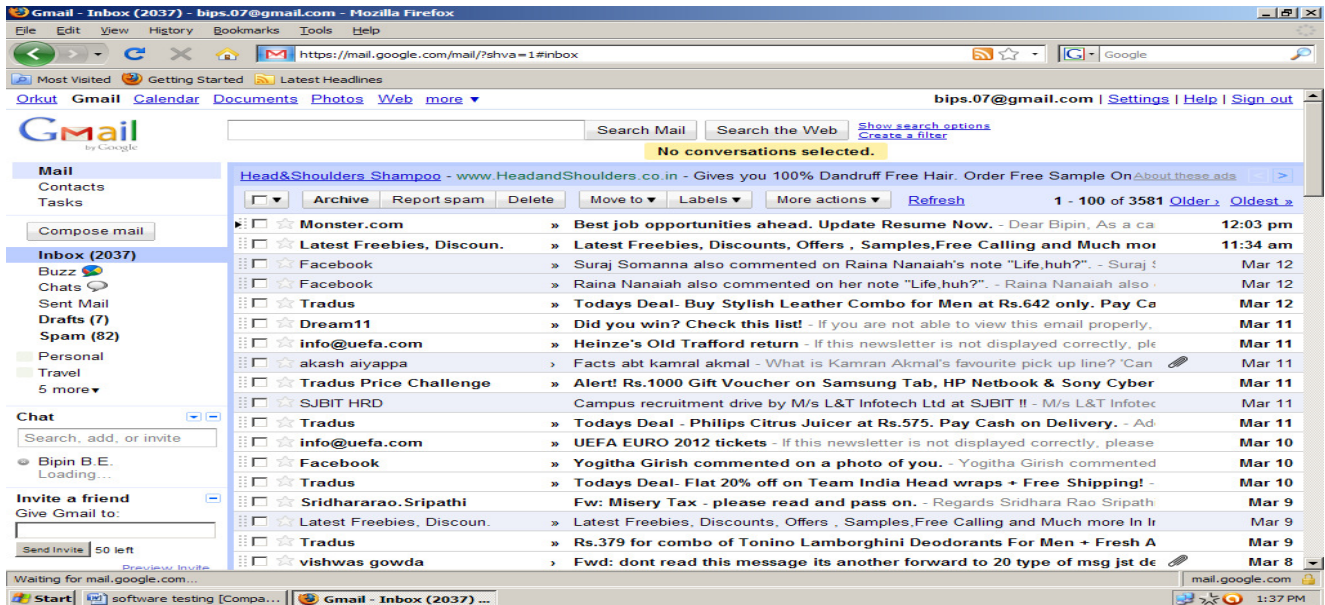 Gmail - Inbox (2037) - bips.07@gmail.com - Mozilla Firefox
File Edit View History Bookmarks Tools Help
https://mail.google.com/mail/?shva=1#inbox
Google
Most Visited Getting Started Latest Headlines
Orkut Gmail Calendar Documents Photos Web more ▼ bips.07@gmail.com | Settings | Help | Sign out
Gmail by Google
Search Mail Search the Web Show search options
Create a filter
No conversations selected.
Mail
Contacts
Tasks
Compose mail
Inbox (2037)
Buzz
Chats
Sent Mail
Drafts (7)
Spam (82)
Personal
Travel
5 more ▼
Chat
Search, add, or invite
Bipin B.E.
Loading...
Invite a friend
Give Gmail to:
Send Invite 50 left
Preview Invite
Head&Shoulders Shampoo - www.HeadandShoulders.co.in - Gives you 100% Dandruff Free Hair. Order Free Sample On About these ads < >
Archive Report spam Delete Move to ▼ Labels ▼ More actions ▼ Refresh 1 - 100 of 3581 Older › Oldest »
Monster.com » Best job opportunities ahead. Update Resume Now. - Dear Bipin, As a ca 12:03 pm
Latest Freebies, Discoun. » Latest Freebies, Discounts, Offers , Samples,Free Calling and Much mor 11:34 am
Facebook » Suraj Somanna also commented on Raina Nanaiah's note "Life,huh?". - Suraj Mar 12
Facebook » Raina Nanaiah also commented on her note "Life,huh?". - Raina Nanaiah also Mar 12
Tradus » Todays Deal- Buy Stylish Leather Combo for Men at Rs.642 only. Pay Ca Mar 12
Dream11 » Did you win? Check this list! - If you are not able to view this email properly, Mar 11
info@uefa.com » Heinze's Old Trafford return - If this newsletter is not displayed correctly, ple Mar 11
akash aiyappa › Facts abt kamral akmal - What is Kamran Akmal's favourite pick up line? 'Can Mar 11
Tradus Price Challenge » Alert! Rs.1000 Gift Voucher on Samsung Tab, HP Netbook & Sony Cyber Mar 11
SJBIT HRD Campus recruitment drive by M/s L&T Infotech Ltd at SJBIT !! - M/s L&T Infotec Mar 11
Tradus » Todays Deal - Philips Citrus Juicer at Rs.575. Pay Cash on Delivery. - Ad Mar 11
info@uefa.com » UEFA EURO 2012 tickets - If this newsletter is not displayed correctly, please Mar 10
Facebook » Yogitha Girish commented on a photo of you. - Yogitha Girish commented Mar 10
Tradus » Todays Deal- Flat 20% off on Team India Head wraps + Free Shipping! - Mar 10
Sridhararao.Sripathi Fw: Misery Tax - please read and pass on. - Regards Sridhara Rao Sripath Mar 9
Latest Freebies, Discoun. » Latest Freebies, Discounts, Offers , Samples,Free Calling and Much more In Ir Mar 9
Tradus » Rs.379 for combo of Tonino Lamborghini Deodorants For Men + Fresh A Mar 9
vishwas gowda › Fwd: dont read this message its another forward to 20 type of msg jst de Mar 8
Waiting for mail.google.com... mail.google.com
Start software testing [Compa... Gmail - Inbox (2037) ... 1:37 PM